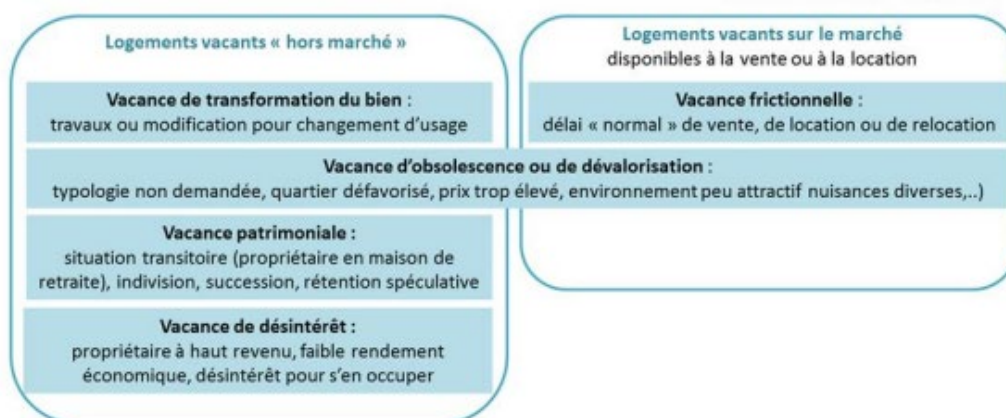 Logements vacants « hors marché »
Vacance de transformation du bien :
travaux ou modification pour changement d'usage
Logements vacants sur le marché
disponibles à la vente ou à la location
Vacance frictionnelle :
délai « normal » de vente, de location ou de relocation
Vacance d'obsolescence ou de dévalorisation :
typologie non demandée, quartier défavorisé, prix trop élevé, environnement peu attractif nuisances diverses,..)
Vacance patrimoniale :
situation transitoire (propriétaire en maison de
retraite), indivision, succession, rétention spéculative
Vacance de désintérêt :
propriétaire à haut revenu, faible rendement
économique, désintérêt pour s'en occuper